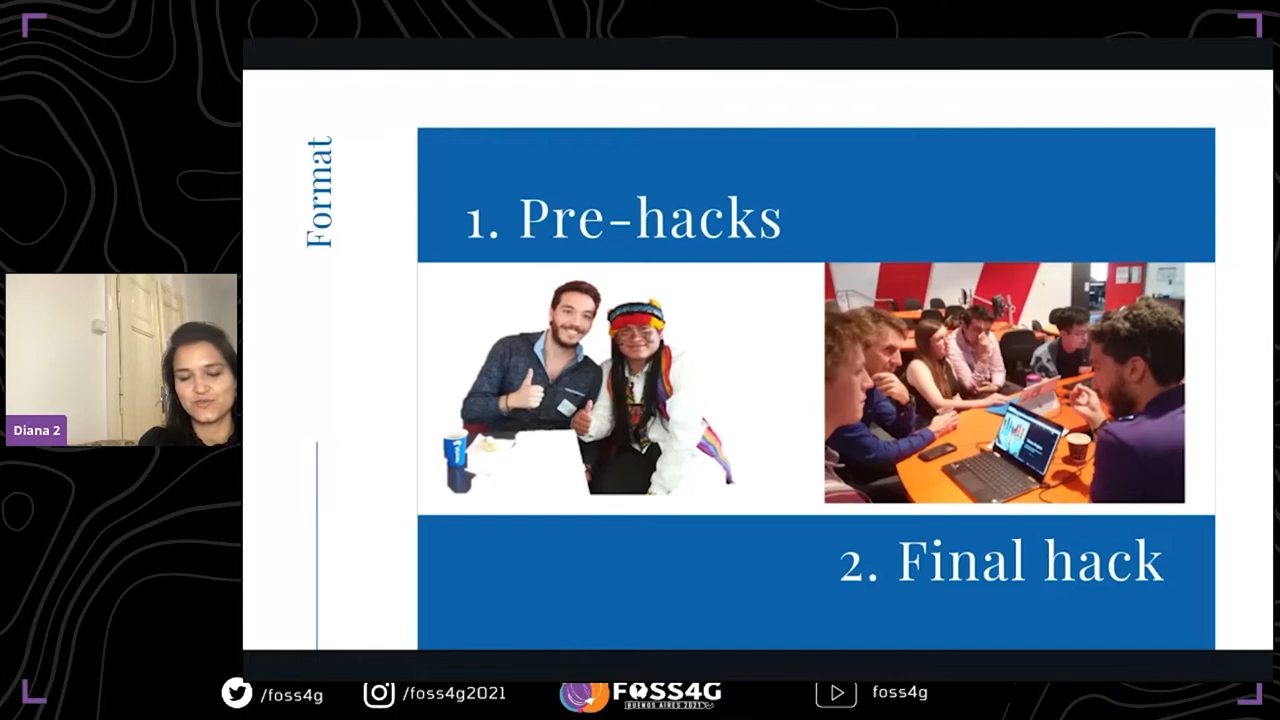 Format
1. Pre-hacks
2. Final hack
Diana 2
/foss4g
/foss4g2021
FOSS4G
BUENOS AIRES 2021
foss4g